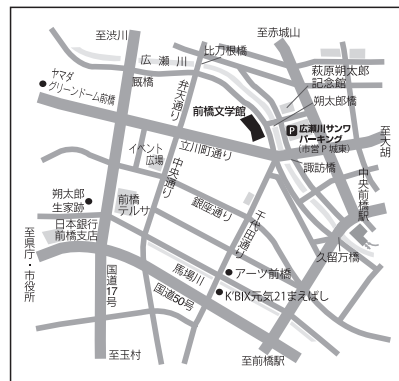 至渋川
至赤城山
広瀬川
比刀根橋
厩橋
弁天通り
萩原朔太郎
記念館
ヤマダ
グリーンドーム前橋
朔太郎橋
前橋文学館
P 広瀬川サンワ
パーキング
(市営P城東)
至大胡
立川町通り
諏訪橋
イベント
広場
中央通り
中央前橋駅
朔太郎
生家跡
前橋
テルサ
銀座通り
千代田通り
日本銀行
前橋支店
久留万橋
至県庁・市役所
馬場川
アーツ前橋
国道17号
国道50号
K'BIX元気21まえばし
至玉村
至前橋駅